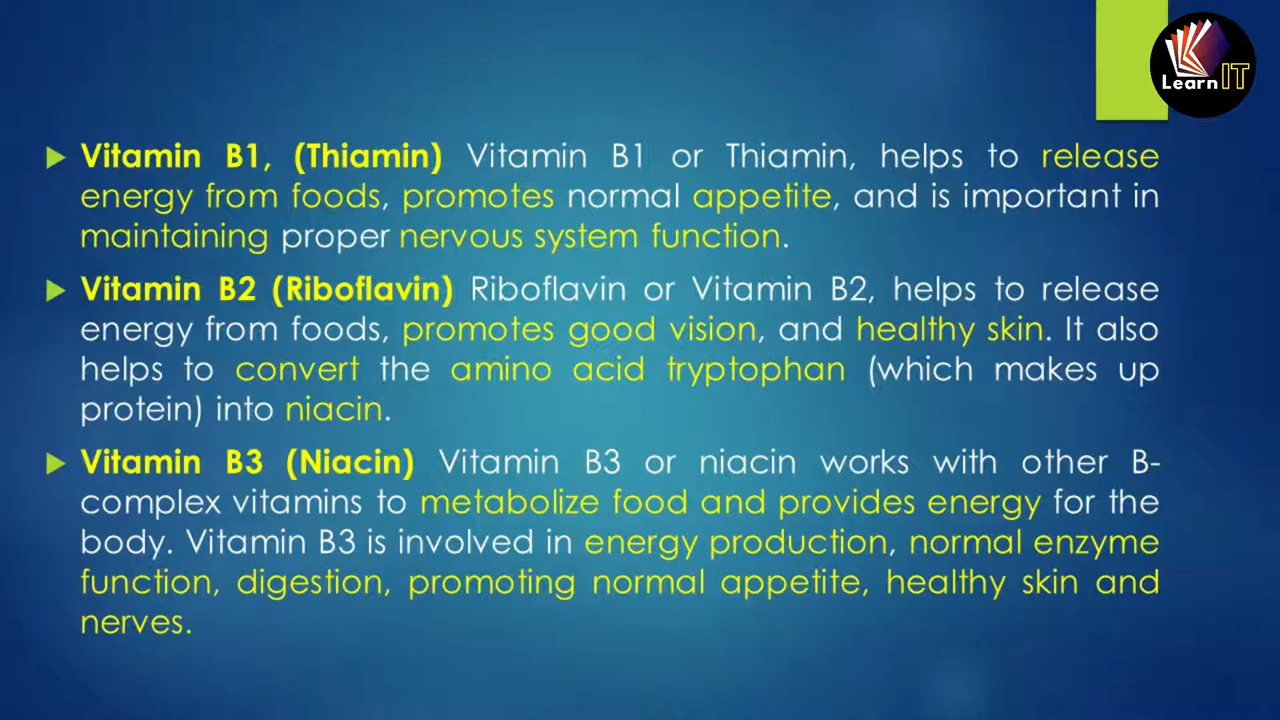 Learn IT
Vitamin B1, (Thiamin) Vitamin B1 or Thiamin, helps to release
energy from foods, promotes normal appetite, and is important in
maintaining proper nervous system function.
Vitamin B2 (Riboflavin) Riboflavin or Vitamin B2, helps to release
energy from foods, promotes good vision, and healthy skin. It also
helps to convert the amino acid tryptophan (which makes up
protein) into niacin.
Vitamin B3 (Niacin) Vitamin B3 or niacin works with other B-
complex vitamins to metabolize food and provides energy for the
body. Vitamin B3 is involved in energy production, normal enzyme
function, digestion, promoting normal appetite, healthy skin and
nerves.